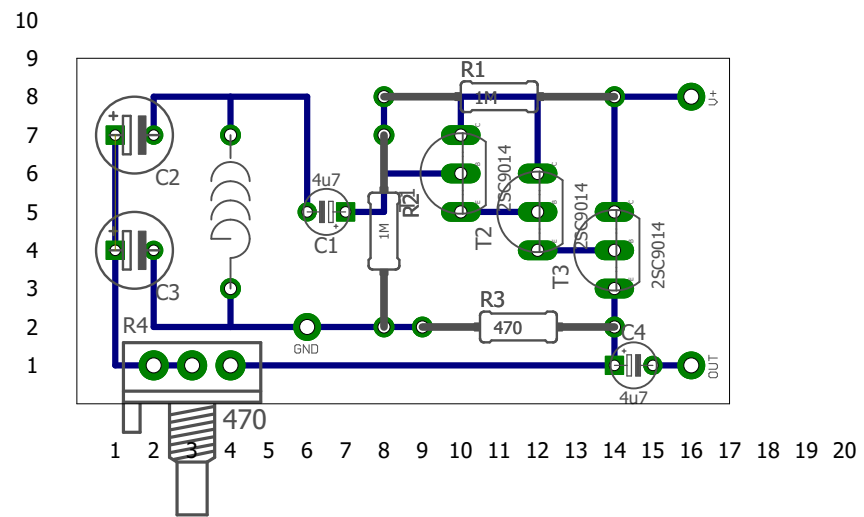 10
9
8
7
6
5
4
3
2
1
R1
1M
V+
C2
4u7
C1
R2
1M
2SC9014
T2
2SC9014
T3
2SC9014
C3
R4
GND
R3
470
C4
4u7
OUT
470
1 2 3 4 5 6 7 8 9 10 11 12 13 14 15 16 17 18 19 20